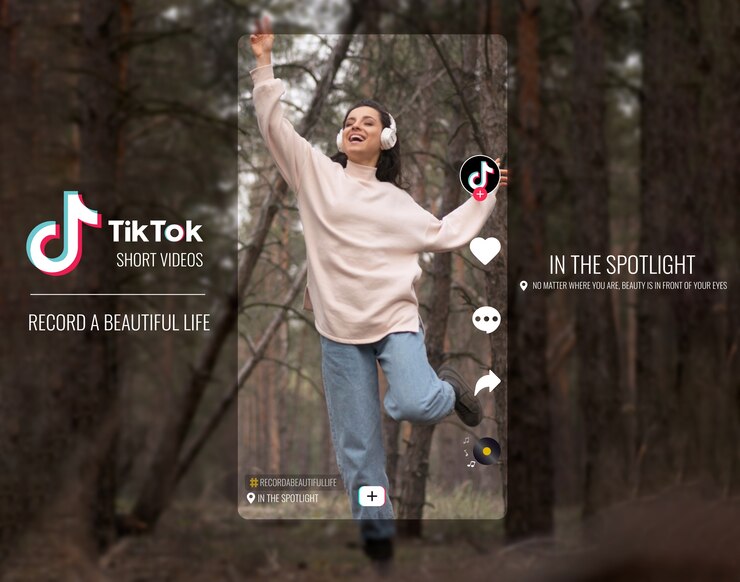 TikTok
SHORT VIDEOS
RECORD A BEAUTIFUL LIFE
#RECORDABEAUTIFULLIFE
IN THE SPOTLIGHT
IN THE SPOTLIGHT
NO MATTER WHERE YOU ARE, BEAUTY IS IN FRONT OF YOUR EYES